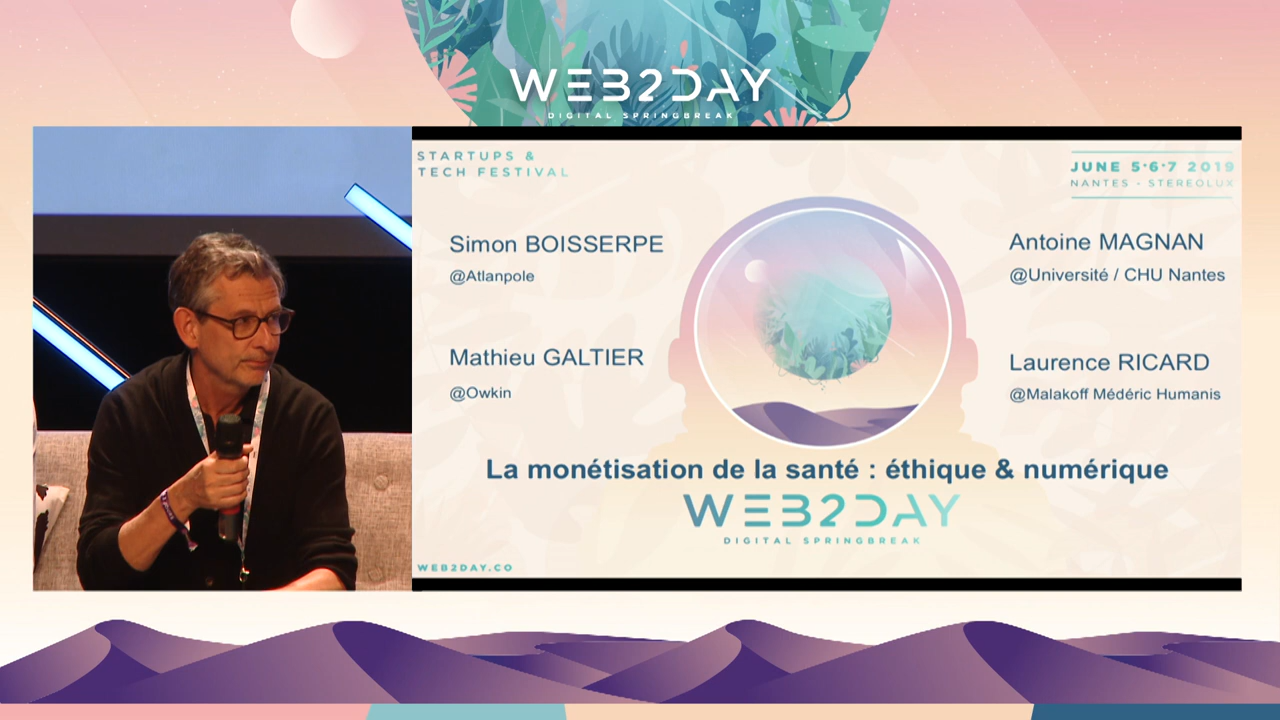 WEB2DAY
DIGITAL SPRINGBREAK
STARTUPS &
TECH FESTIVAL
JUNE 5•6•7 2019
NANTES - STEREOLUX
Simon BOISSERPE
@Atlanpole
Antoine MAGNAN
@Université / CHU Nantes
Mathieu GALTIER
@Owkin
Laurence RICARD
@Malakoff Médéric Humanis
La monétisation de la santé : éthique & numérique
WEB2DAY
DIGITAL SPRINGBREAK
WEB2DAY.CO